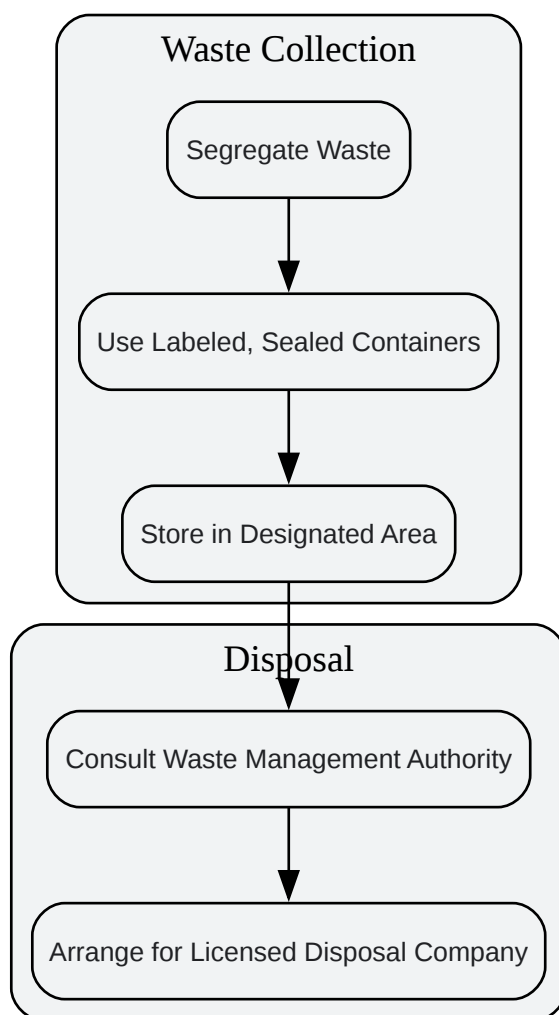 Waste Collection
Segregate Waste
Use Labeled, Sealed Containers
Store in Designated Area
Disposal
Consult Waste Management Authority
Arrange for Licensed Disposal Company